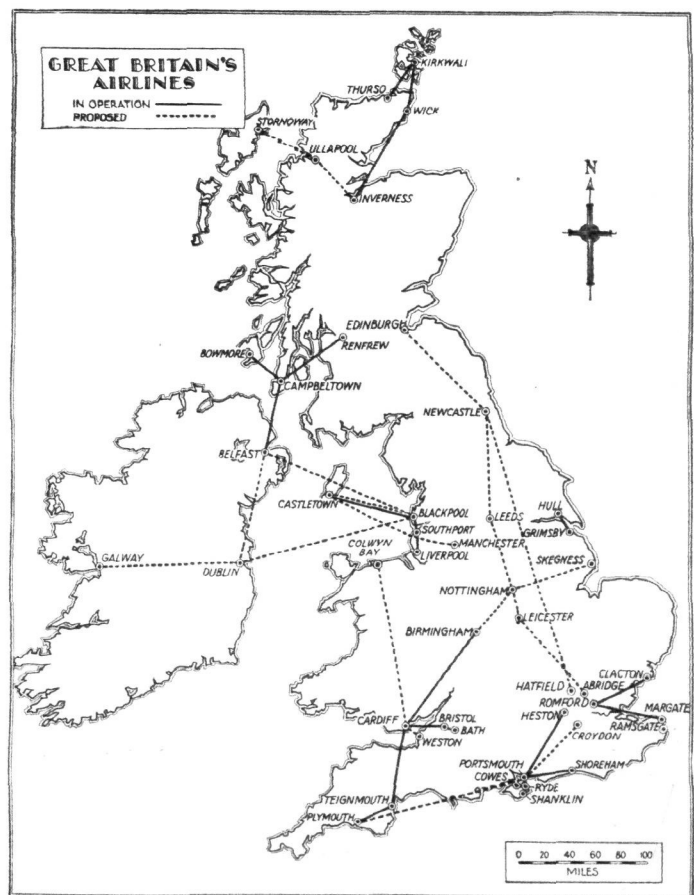 GREAT BRITAIN'S
AIRLINES
IN OPERATION
PROPOSED
KIRKWALL
THURSO
WICK
STORNOWAY
ULLAPOOL
INVERNESS
N
EDINBURGH
RENFREW
BOWMORE
CAMPBELTOWN
NEWCASTLE
BELFAST
CASTLETOWN
BLACKPOOL
HULL
LEEDS
SOUTHPORT
GRIMSBY
MANCHESTER
COLWYN
BAY
LIVERPOOL
GALWAY
DUBLIN
SKEGNESS
NOTTINGHAM
LEICESTER
BIRMINGHAM
CLACTON
HATFIELD
ABRIDGE
ROMFORD
MARGATE
HESTON
RAMSGATE
CARDIFF
BRISTOL
BATH
WESTON
CROYDON
PORTSMOUTH
COWES
SHOREHAM
RYDE
SHANKLIN
TEIGNMOUTH
PLYMOUTH
0 20 40 60 80 100
MILES